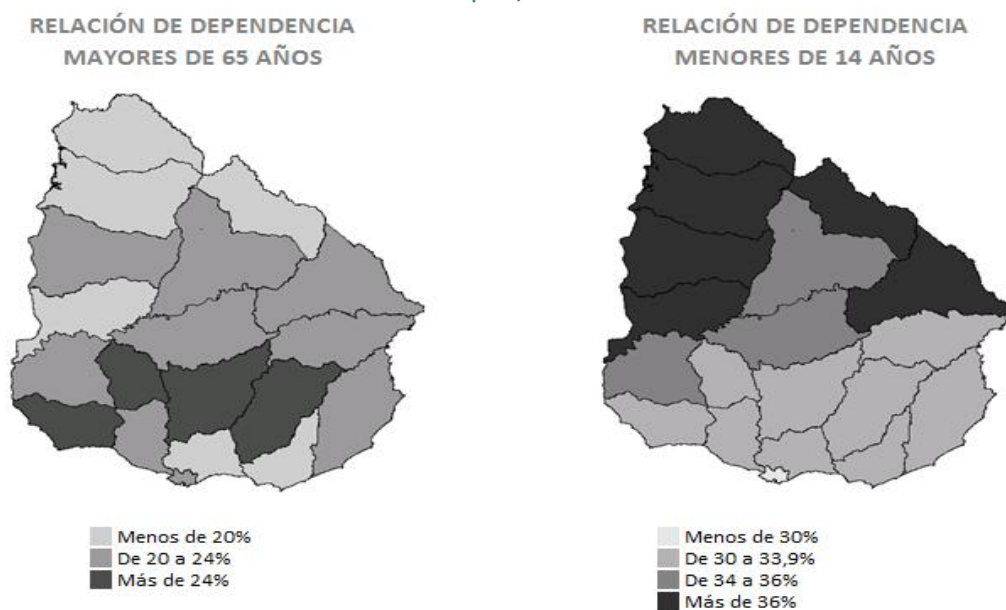 RELACIÓN DE DEPENDENCIA
MAYORES DE 65 AÑOS
Menos de 20%
De 20 a 24%
Más de 24%
RELACIÓN DE DEPENDENCIA
MENORES DE 14 AÑOS
Menos de 30%
De 30 a 33,9%
De 34 a 36%
Más de 36%